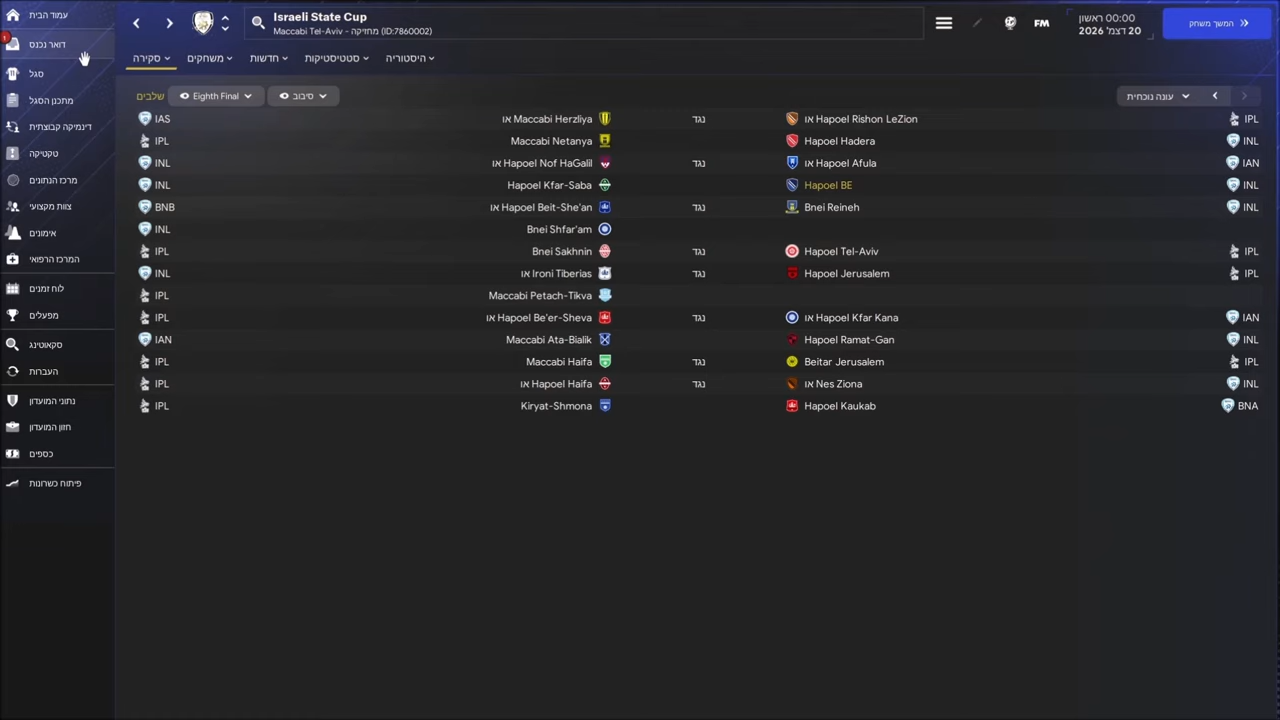 עמוד הבית
1
דואר נכנס
סגל
מתכנן הסגל
דינמיקה קבוצתית
טקטיקה
מרכז הנתונים
צוות מקצועי
אימונים
המרכז הרפואי
לוח זמנים
מפעלים
סקאוטינג
העברות
נתוני המועדון
חזון המועדון
כספים
פיתוח כשרונות
Israeli State Cup
Maccabi Tel-Aviv - מחזיקה (ID:7860002)
FM
00:00 ראשון
20 דצמ' 2026
המשך משחק
סקירה
משחקים
חדשות
סטטיסטיקות
היסטוריה
שלבים
Eighth Final
סיבוב
עונה נוכחית
IAS או Maccabi Herzliya נגד או Hapoel Rishon LeZion IPL
IPL Maccabi Netanya Hapoel Hadera INL
INL או Hapoel Nof HaGalil נגד או Hapoel Afula IAN
INL Hapoel Kfar-Saba Hapoel BE INL
BNB או Hapoel Beit-She'an נגד Bnei Reineh INL
INL Bnei Shfar'am
IPL Bnei Sakhnin נגד Hapoel Tel-Aviv IPL
INL או Ironi Tiberias נגד Hapoel Jerusalem IPL
IPL Maccabi Petach-Tikva
IPL או Hapoel Be'er-Sheva נגד או Hapoel Kfar Kana IAN
IAN Maccabi Ata-Bialik Hapoel Ramat-Gan INL
IPL Maccabi Haifa נגד Beitar Jerusalem IPL
IPL או Hapoel Haifa נגד או Nes Ziona INL
IPL Kiryat-Shmona Hapoel Kaukab BNA